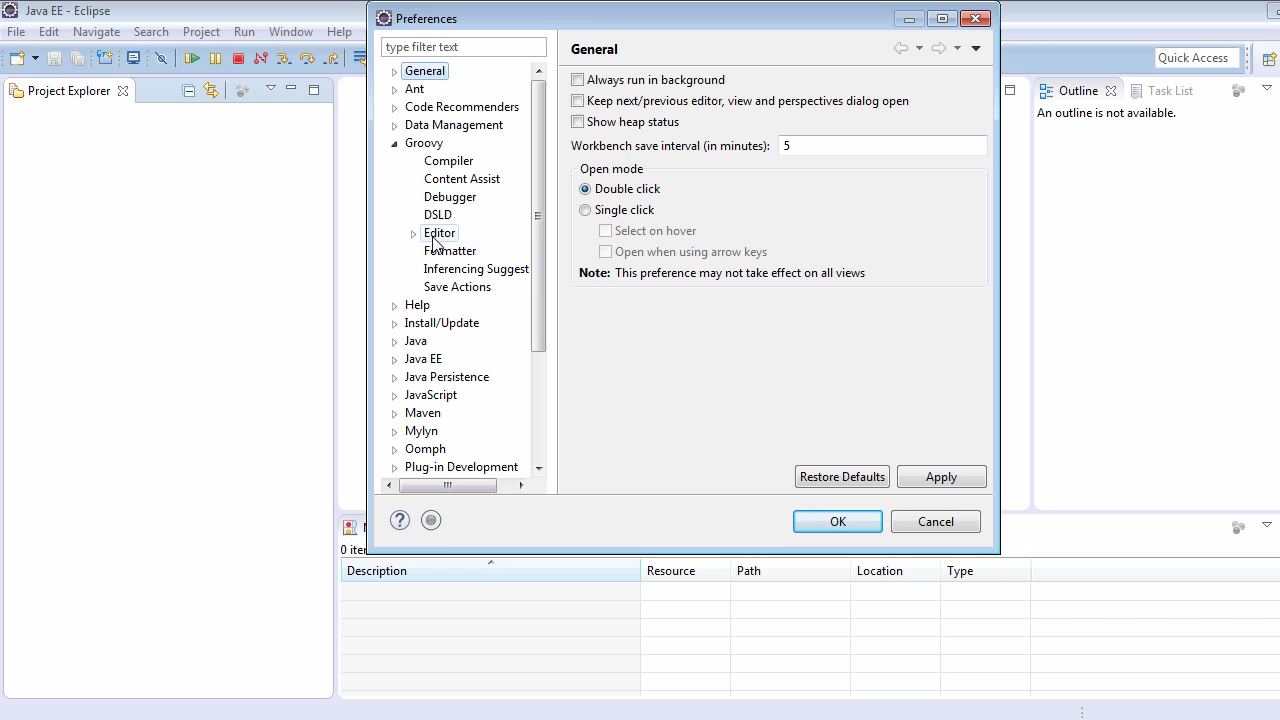 Java EE - Eclipse
File Edit Navigate Search Project Run Window Help
Quick Access
Project Explorer
Outline
Task List
An outline is not available.
Preferences
type filter text
General
Ant
Code Recommenders
Data Management
Groovy
Compiler
Content Assist
Debugger
DSLD
Editor
Formatter
Inferencing Suggest
Save Actions
Help
Install/Update
Java
Java EE
Java Persistence
JavaScript
Maven
Mylyn
Oomph
Plug-in Development
General
Always run in background
Keep next/previous editor, view and perspectives dialog open
Show heap status
Workbench save interval (in minutes): 5
Open mode
Double click
Single click
Select on hover
Open when using arrow keys
Note: This preference may not take effect on all views
Restore Defaults Apply
OK Cancel
0 iter
Description Resource Path Location Type